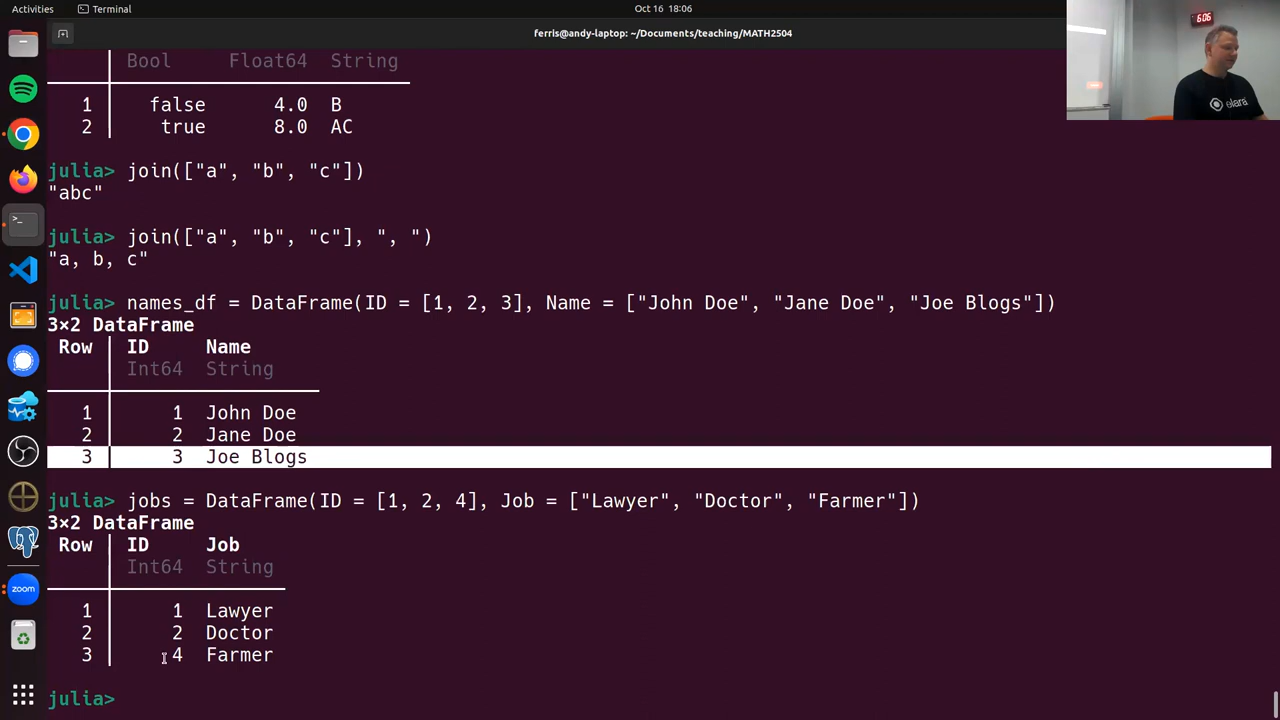 Activities
Terminal
Oct 16 18:06
ferris@andy-laptop: ~/Documents/teaching/MATH2504
6:06
Bool Float64 String
1 false 4.0 B
2 true 8.0 AC
julia> join(["a", "b", "c"])
"abc"
julia> join(["a", "b", "c"], ", ")
"a, b, c"
julia> names_df = DataFrame(ID = [1, 2, 3], Name = ["John Doe", "Jane Doe", "Joe Blogs"])
3×2 DataFrame
Row ID Name
Int64 String
1 1 John Doe
2 2 Jane Doe
3 3 Joe Blogs
julia> jobs = DataFrame(ID = [1, 2, 4], Job = ["Lawyer", "Doctor", "Farmer"])
3×2 DataFrame
Row ID Job
Int64 String
1 1 Lawyer
2 2 Doctor
3 4 Farmer
julia>
zoom